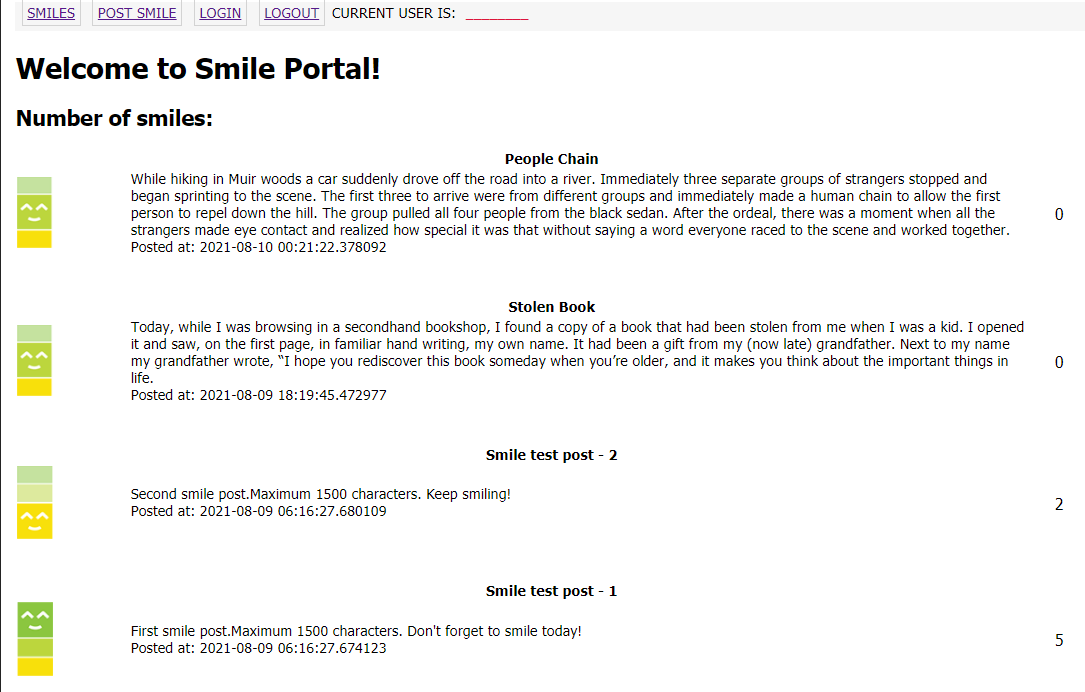 SMILES POST SMILE LOGIN LOGOUT CURRENT USER IS: ________
Welcome to Smile Portal!
Number of smiles:
People Chain
While hiking in Muir woods a car suddenly drove off the road into a river. Immediately three separate groups of strangers stopped and
began sprinting to the scene. The first three to arrive were from different groups and immediately made a human chain to allow the first
person to repel down the hill. The group pulled all four people from the black sedan. After the ordeal, there was a moment when all the
strangers made eye contact and realized how special it was that without saying a word everyone raced to the scene and worked together.
Posted at: 2021-08-10 00:21:22.378092
0
Stolen Book
Today, while I was browsing in a secondhand bookshop, I found a copy of a book that had been stolen from me when I was a kid. I opened
it and saw, on the first page, in familiar hand writing, my own name. It had been a gift from my (now late) grandfather. Next to my name
my grandfather wrote, “I hope you rediscover this book someday when you’re older, and it makes you think about the important things in
life.
Posted at: 2021-08-09 18:19:45.472977
0
Smile test post - 2
Second smile post.Maximum 1500 characters. Keep smiling!
Posted at: 2021-08-09 06:16:27.680109
2
Smile test post - 1
First smile post.Maximum 1500 characters. Don't forget to smile today!
Posted at: 2021-08-09 06:16:27.674123
5